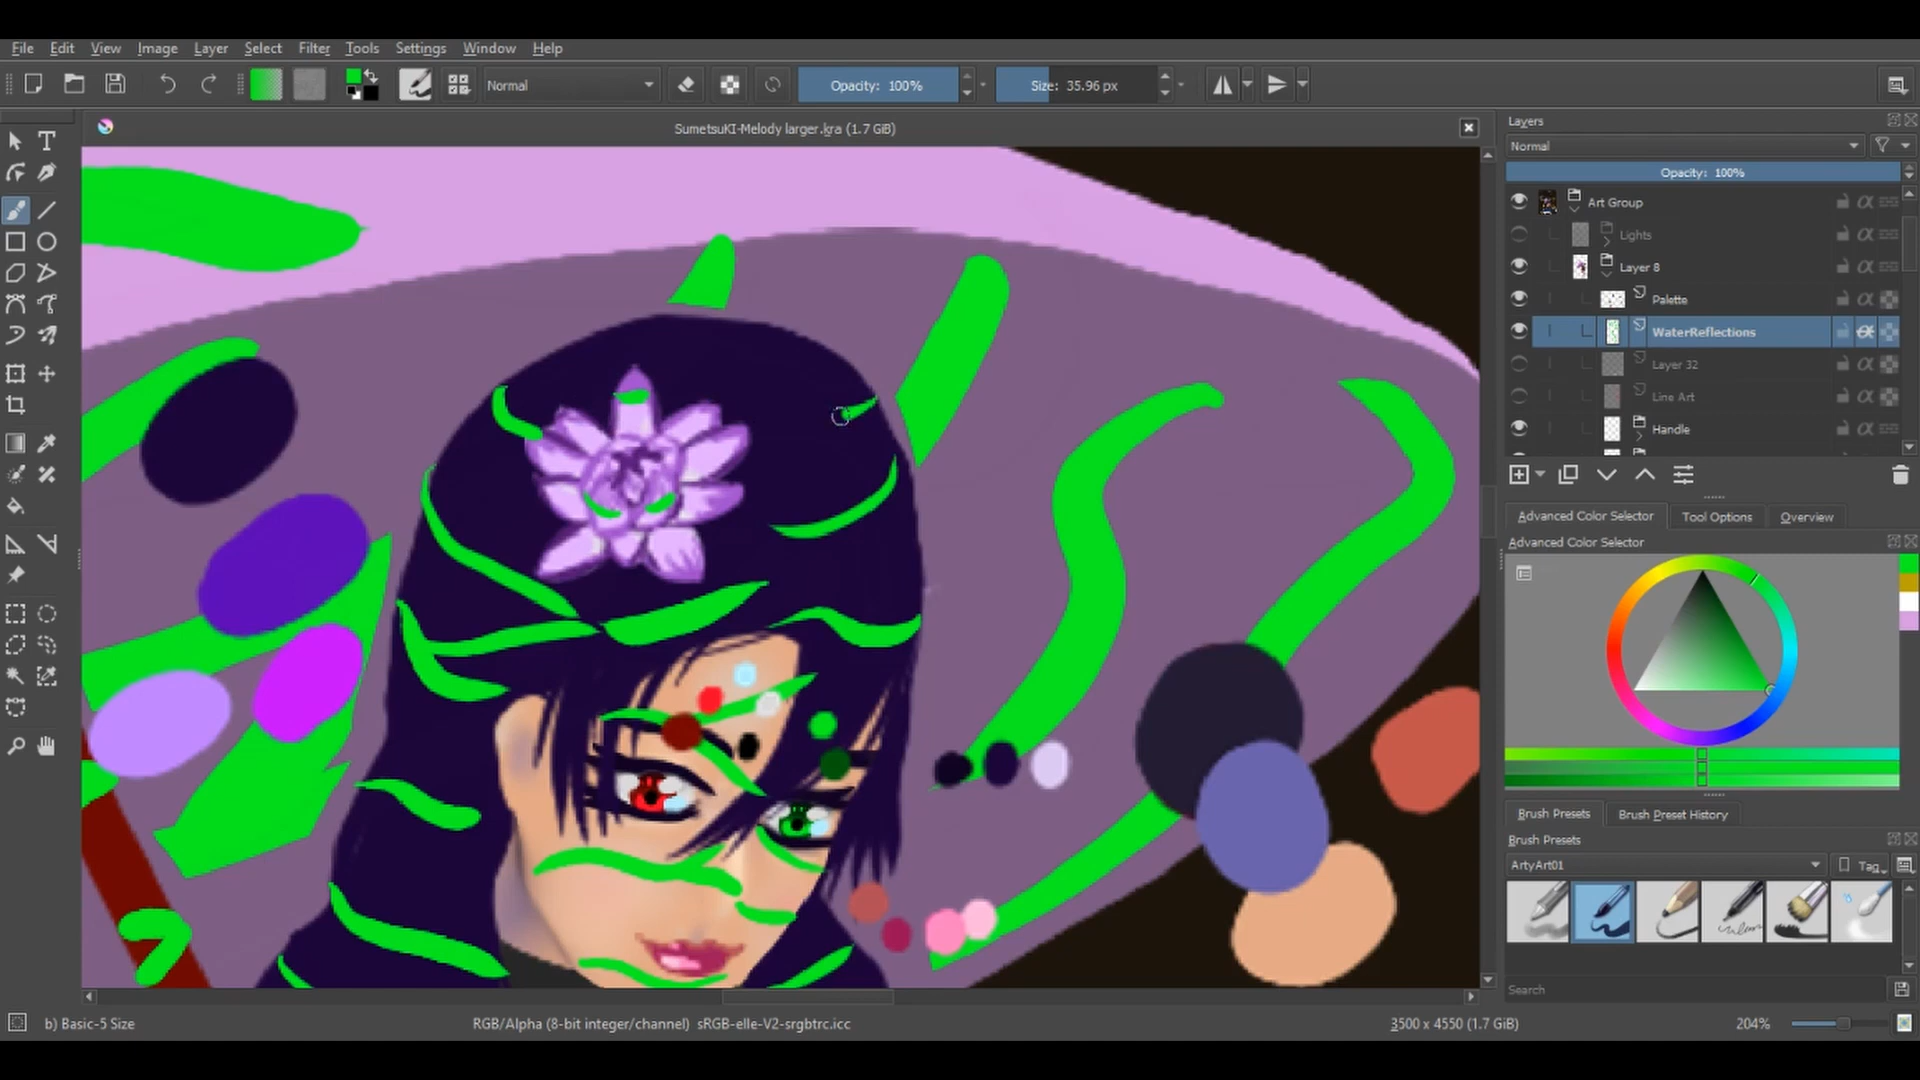 File Edit View Image Layer Select Filter Tools Settings Window Help
Normal Opacity: 100% Size: 35.96 px
SumetsuKI-Melody larger.kra (1.7 GiB)
Layers
Normal
Opacity: 100%
Art Group
Lights
Layer 8
Palette
WaterReflections
Layer 32
Line Art
Handle
Advanced Color Selector Tool Options Overview
Advanced Color Selector
Brush Presets Brush Preset History
Brush Presets
ArtyArt01 Tag
Search
b) Basic-5 Size RGB/Alpha (8-bit integer/channel) sRGB-elle-V2-srgbtrc.icc 3500 x 4550 (1.7 GiB) 204%